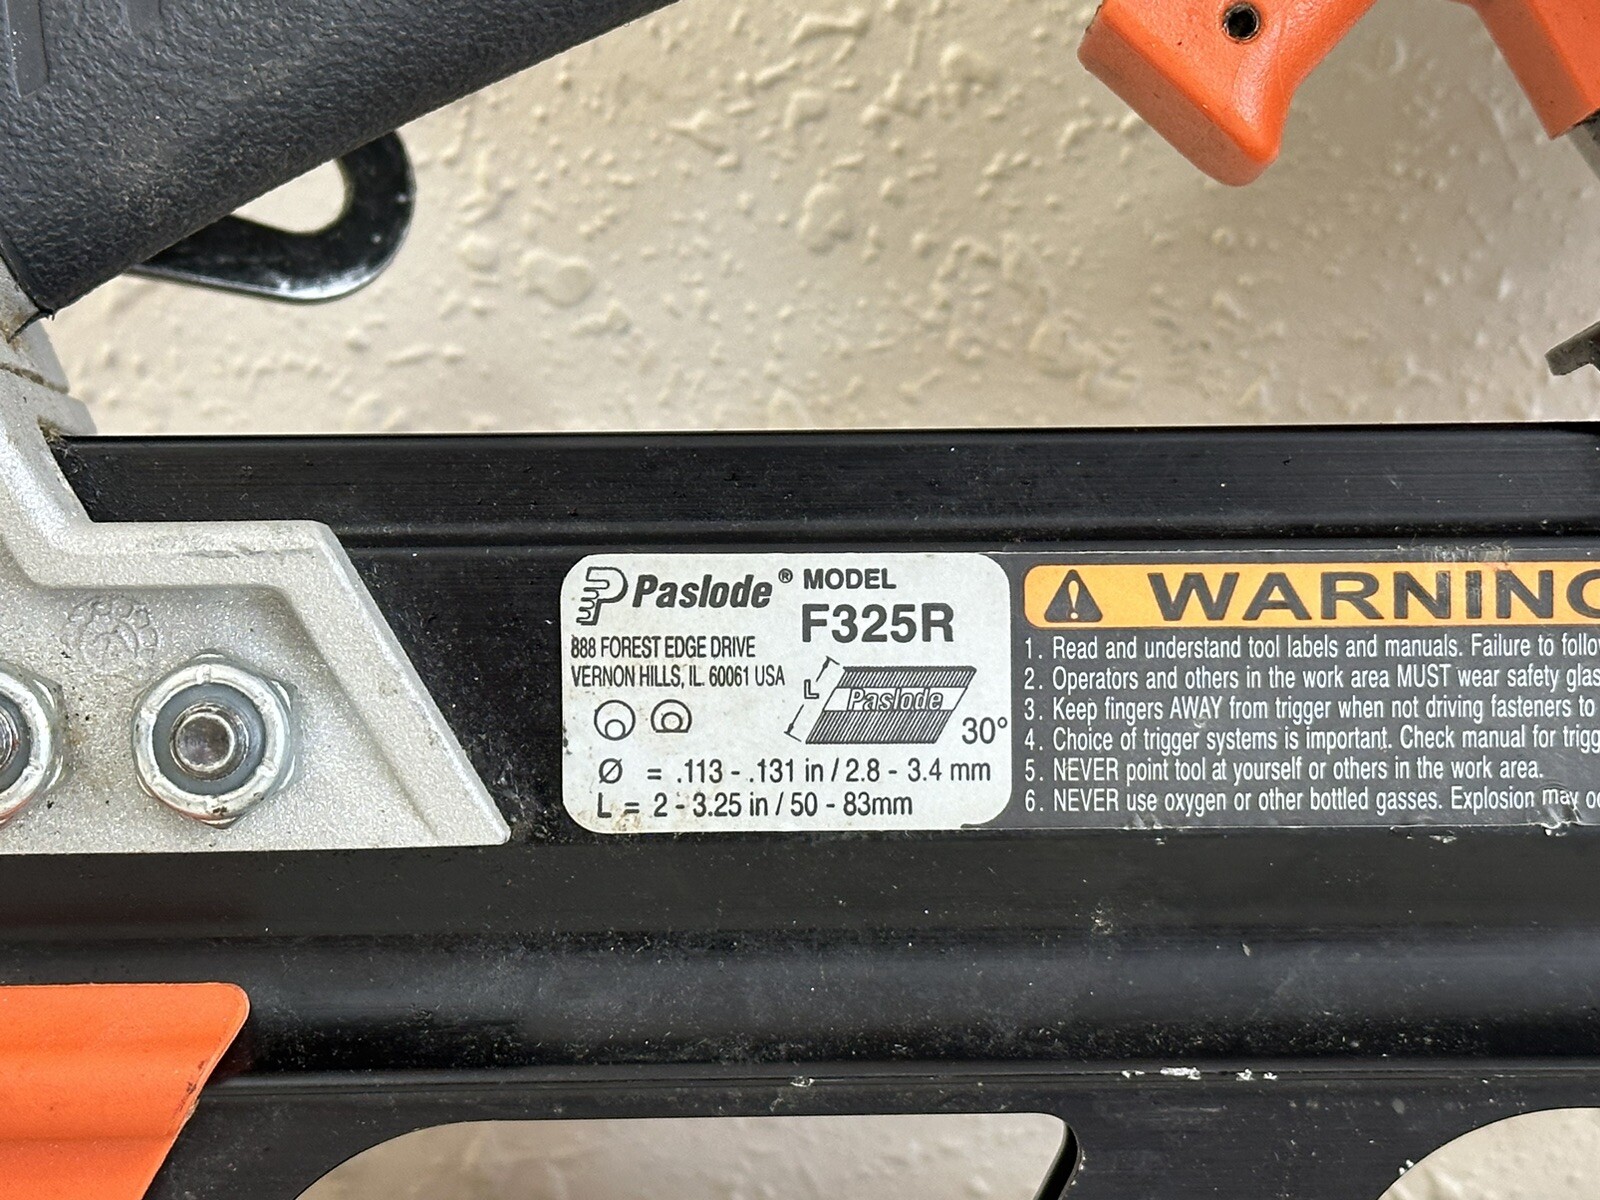 Paslode® MODEL
F325R
888 FOREST EDGE DRIVE
VERNON HILLS, IL. 60061 USA
L
Paslode
30°
Ø = .113 - .131 in / 2.8 - 3.4 mm
L = 2 - 3.25 in / 50 - 83mm
WARNING
1. Read and understand tool labels and manuals. Failure to follow
2. Operators and others in the work area MUST wear safety glas
3. Keep fingers AWAY from trigger when not driving fasteners to
4. Choice of trigger systems is important. Check manual for trigg
5. NEVER point tool at yourself or others in the work area.
6. NEVER use oxygen or other bottled gasses. Explosion may oc